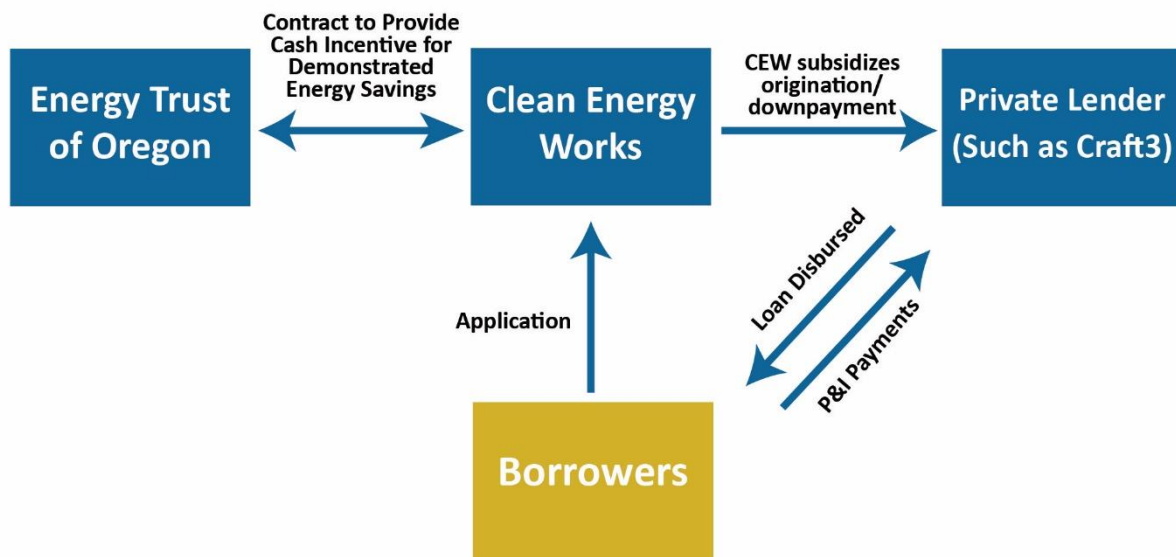 Contract to Provide
Cash Incentive for
Demonstrated
Energy Savings
CEW subsidizes
origination/
downpayment
Energy Trust
of Oregon
Clean Energy
Works
Private Lender
(Such as Craft3)
Application
Loan Disbursed
P&I Payments
Borrowers